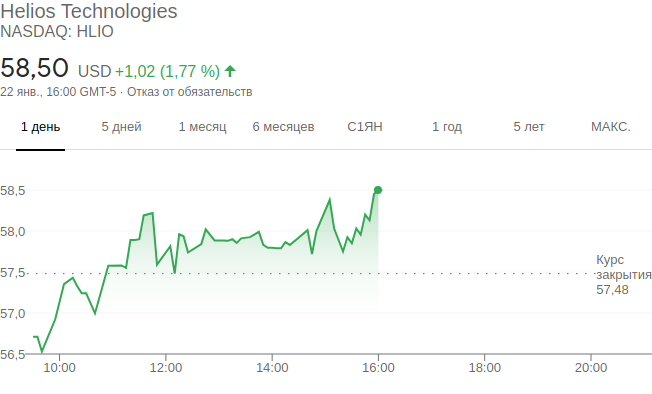 Helios Technologies
NASDAQ: HLIO
58,50 USD +1,02 (1,77 %)
22 янв., 16:00 GMT-5 · Отказ от обязательств
1 день 5 дней 1 месяц 6 месяцев С1ЯН 1 год 5 лет МАКС.
58,5
58,0
57,5
57,0
56,5
Курс
закрытия
57,48
10:00 12:00 14:00 16:00 18:00 20:00